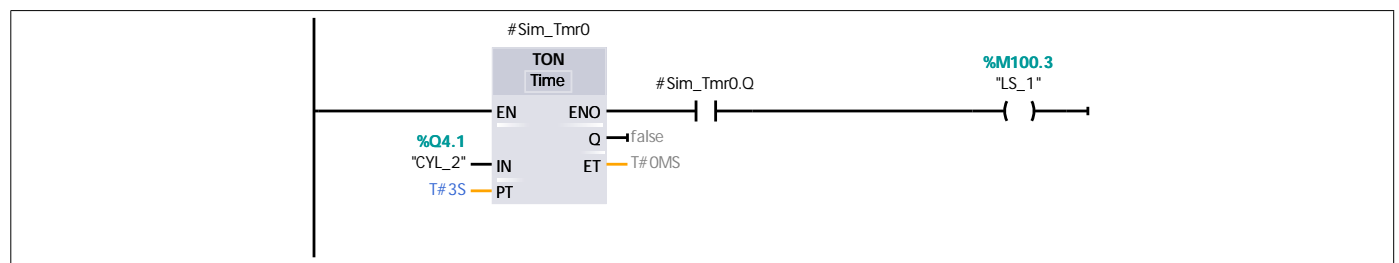 #Sim_Tmr0
TON
Time
%M100.3
#Sim_Tmr0.Q
"LS_1"
EN ENO
%Q4.1
Q false
"CYL_2" IN ET T#0MS
T#3S PT